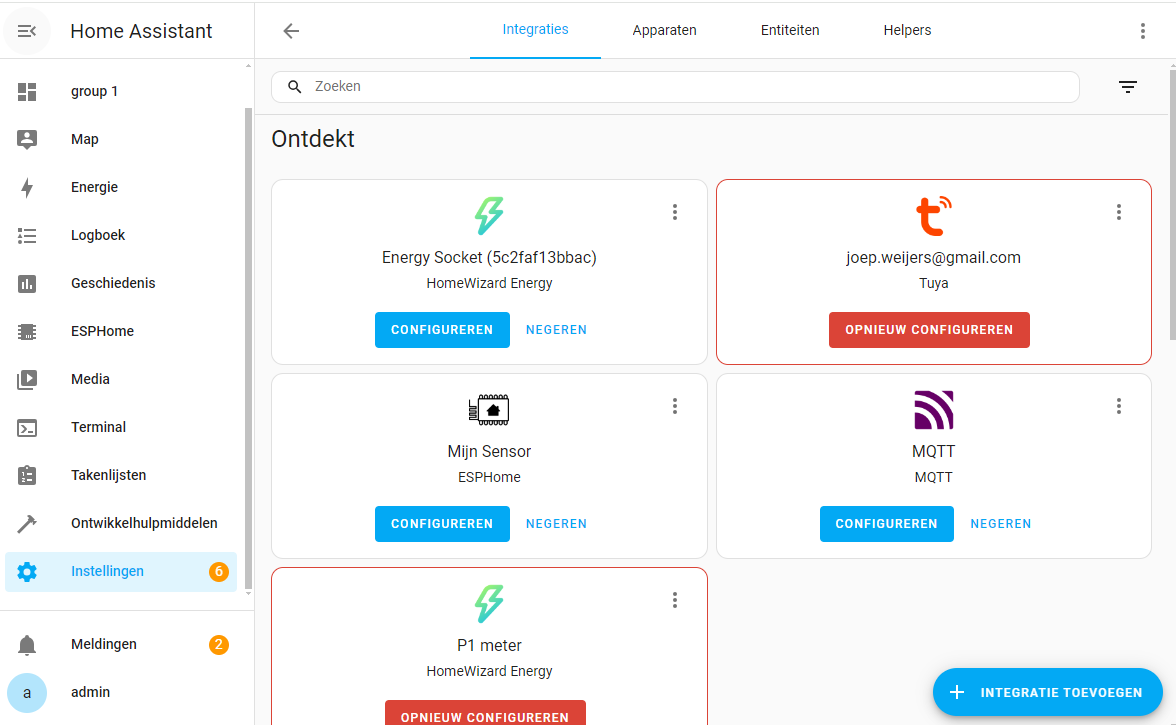 Home Assistant
Integraties
Apparaten
Entiteiten
Helpers
group 1
Map
Energie
Logboek
Geschiedenis
ESPHome
Media
Terminal
Takenlijsten
Ontwikkelhulpmiddelen
Instellingen
6
Meldingen
2
a
admin
Zoeken
Ontdekt
Energy Socket (5c2faf13bbac)
HomeWizard Energy
CONFIGUREREN
NEGEREN
joep.weijers@gmail.com
Tuya
OPNIEUW CONFIGUREREN
Mijn Sensor
ESPHome
CONFIGUREREN
NEGEREN
MQTT
MQTT
CONFIGUREREN
NEGEREN
P1 meter
HomeWizard Energy
OPNIEUW CONFIGUREREN
INTEGRATIE TOEVOEGEN